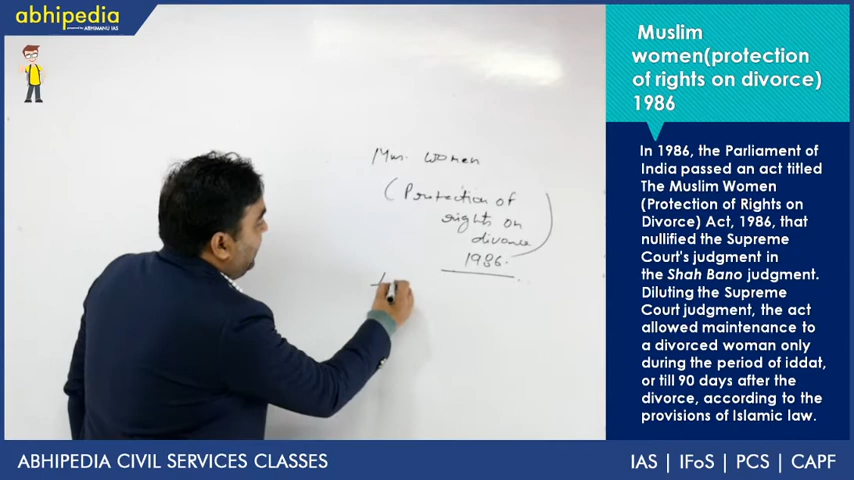 abhipedia
powered by ABHIMANU IAS
Mus. women
(Protection of
rights on
divorce
1986.
Muslim
women(protection
of rights on divorce)
1986
In 1986, the Parliament of
India passed an act titled
The Muslim Women
(Protection of Rights on
Divorce) Act, 1986, that
nullified the Supreme
Court's judgment in
the Shah Bano judgment.
Diluting the Supreme
Court judgment, the act
allowed maintenance to
a divorced woman only
during the period of iddat,
or till 90 days after the
divorce, according to the
provisions of Islamic law.
ABHIPEDIA CIVIL SERVICES CLASSES
IAS | IFoS | PCS | CAPF